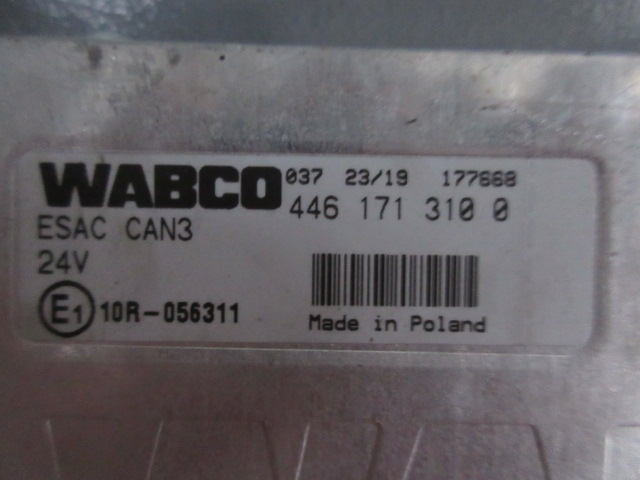 WABCO 037 23/19 177668
446 171 310 0
ESAC CAN3
24V
E1 10R-056311
Made in Poland